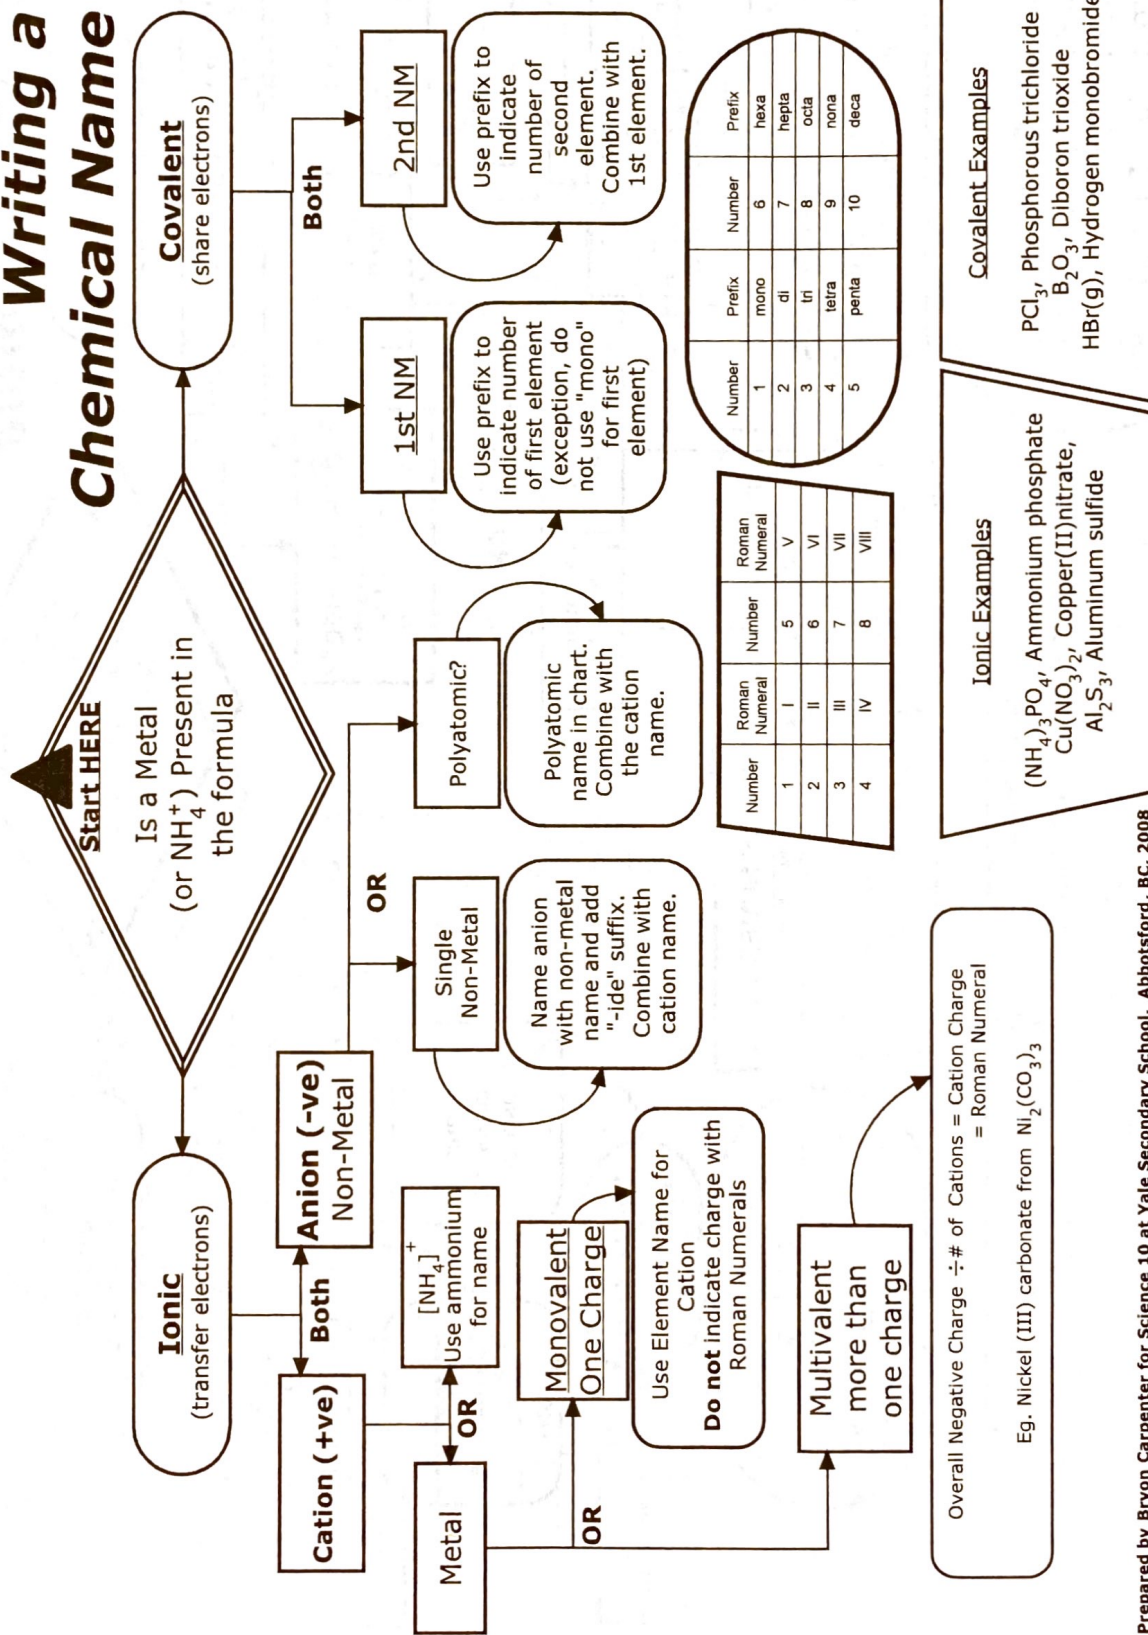 Writing a
Chemical Name
Start HERE
Is a Metal
(or NH4+) Present in
the formula
Ionic
(transfer electrons)
Both
Cation (+ve)
Anion (-ve)
Non-Metal
OR
Metal
[NH4]+
Use ammonium
for name
OR
Monovalent
One Charge
Use Element Name for
Cation
Do not indicate charge with
Roman Numerals
Multivalent
more than
one charge
Overall Negative Charge ÷# of Cations = Cation Charge
= Roman Numeral
Eg. Nickel (III) carbonate from Ni2(CO3)3
OR
Single
Non-Metal
Name anion
with non-metal
name and add
"-ide" suffix.
Combine with
cation name.
Polyatomic?
Polyatomic
name in chart.
Combine with
the cation
name.
Covalent
(share electrons)
Both
1st NM
Use prefix to
indicate number
of first element
(exception, do
not use "mono"
for first
element)
2nd NM
Use prefix to
indicate
number of
second
element.
Combine with
1st element.
Number Roman Numeral Number Roman Numeral
1 I 5 V
2 II 6 VI
3 III 7 VII
4 IV 8 VIII
Number Prefix Number Prefix
1 mono 6 hexa
2 di 7 hepta
3 tri 8 octa
4 tetra 9 nona
5 penta 10 deca
Ionic Examples
(NH4)3PO4, Ammonium phosphate
Cu(NO3)2, Copper(II)nitrate,
Al2S3, Aluminum sulfide
Covalent Examples
PCl3, Phosphorous trichloride
B2O3, Diboron trioxide
HBr(g), Hydrogen monobromide
Prepared by Bryon Carpenter for Science 10 at Yale Secondary School, Abbotsford, BC, 2008